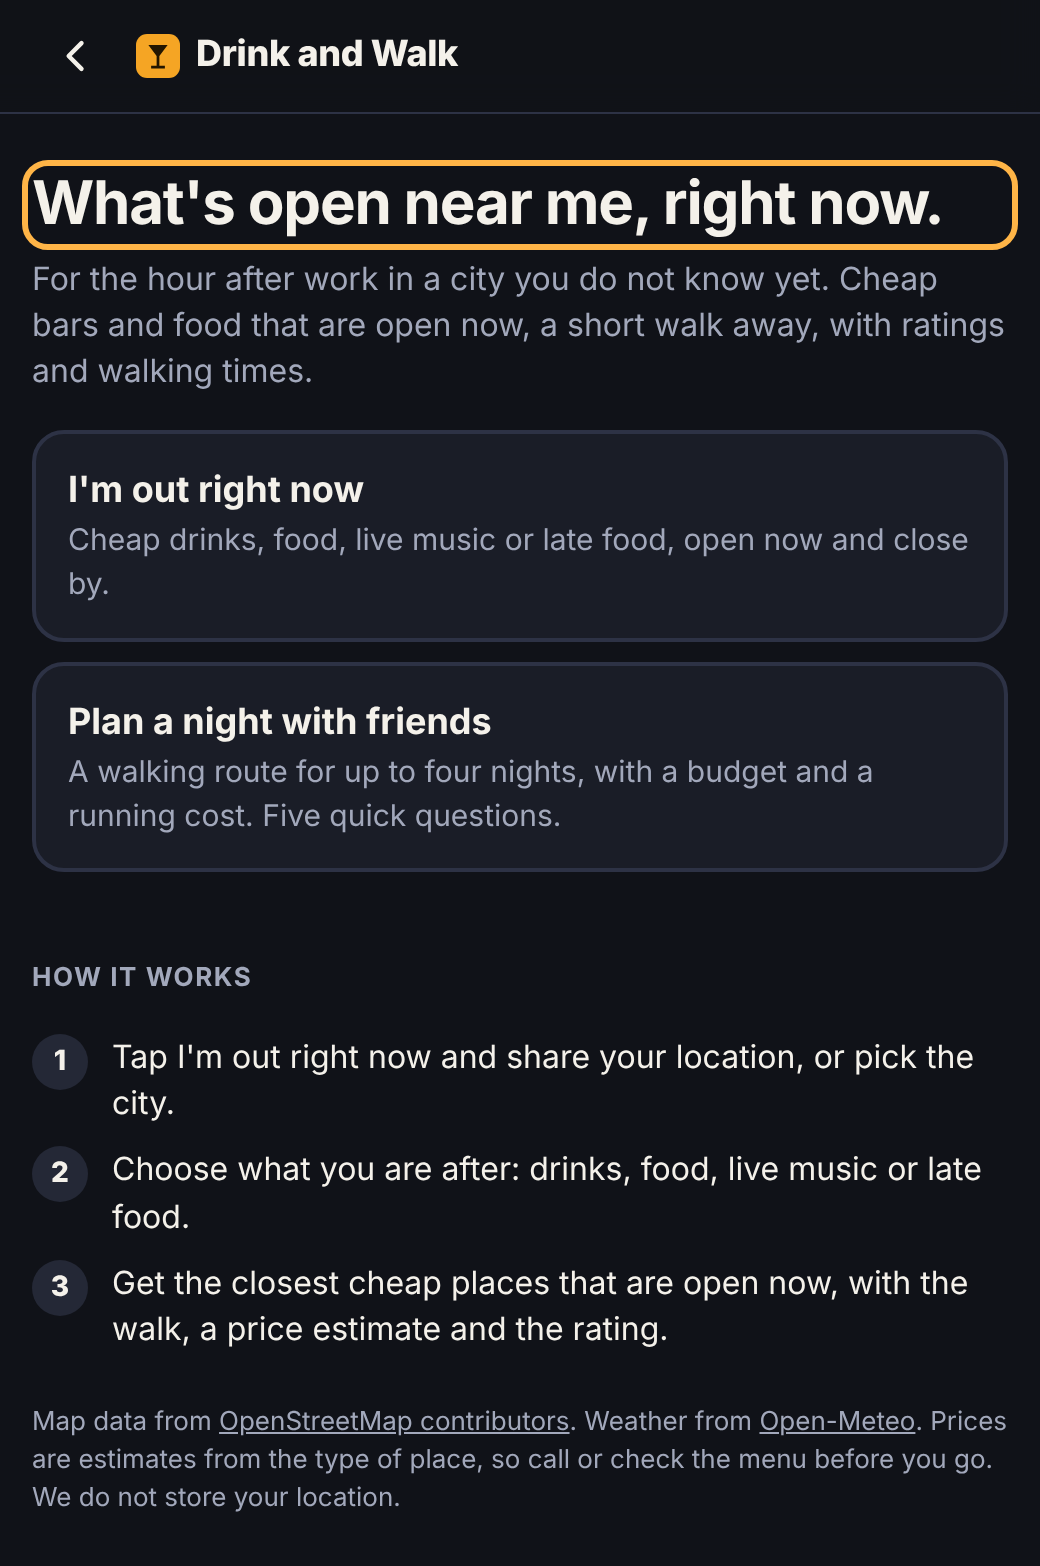 Drink and Walk
What's open near me, right now.
For the hour after work in a city you do not know yet. Cheap
bars and food that are open now, a short walk away, with ratings
and walking times.
I'm out right now
Cheap drinks, food, live music or late food, open now and close
by.
Plan a night with friends
A walking route for up to four nights, with a budget and a
running cost. Five quick questions.
HOW IT WORKS
1 Tap I'm out right now and share your location, or pick the
city.
2 Choose what you are after: drinks, food, live music or late
food.
3 Get the closest cheap places that are open now, with the
walk, a price estimate and the rating.
Map data from OpenStreetMap contributors. Weather from Open-Meteo. Prices
are estimates from the type of place, so call or check the menu before you go.
We do not store your location.